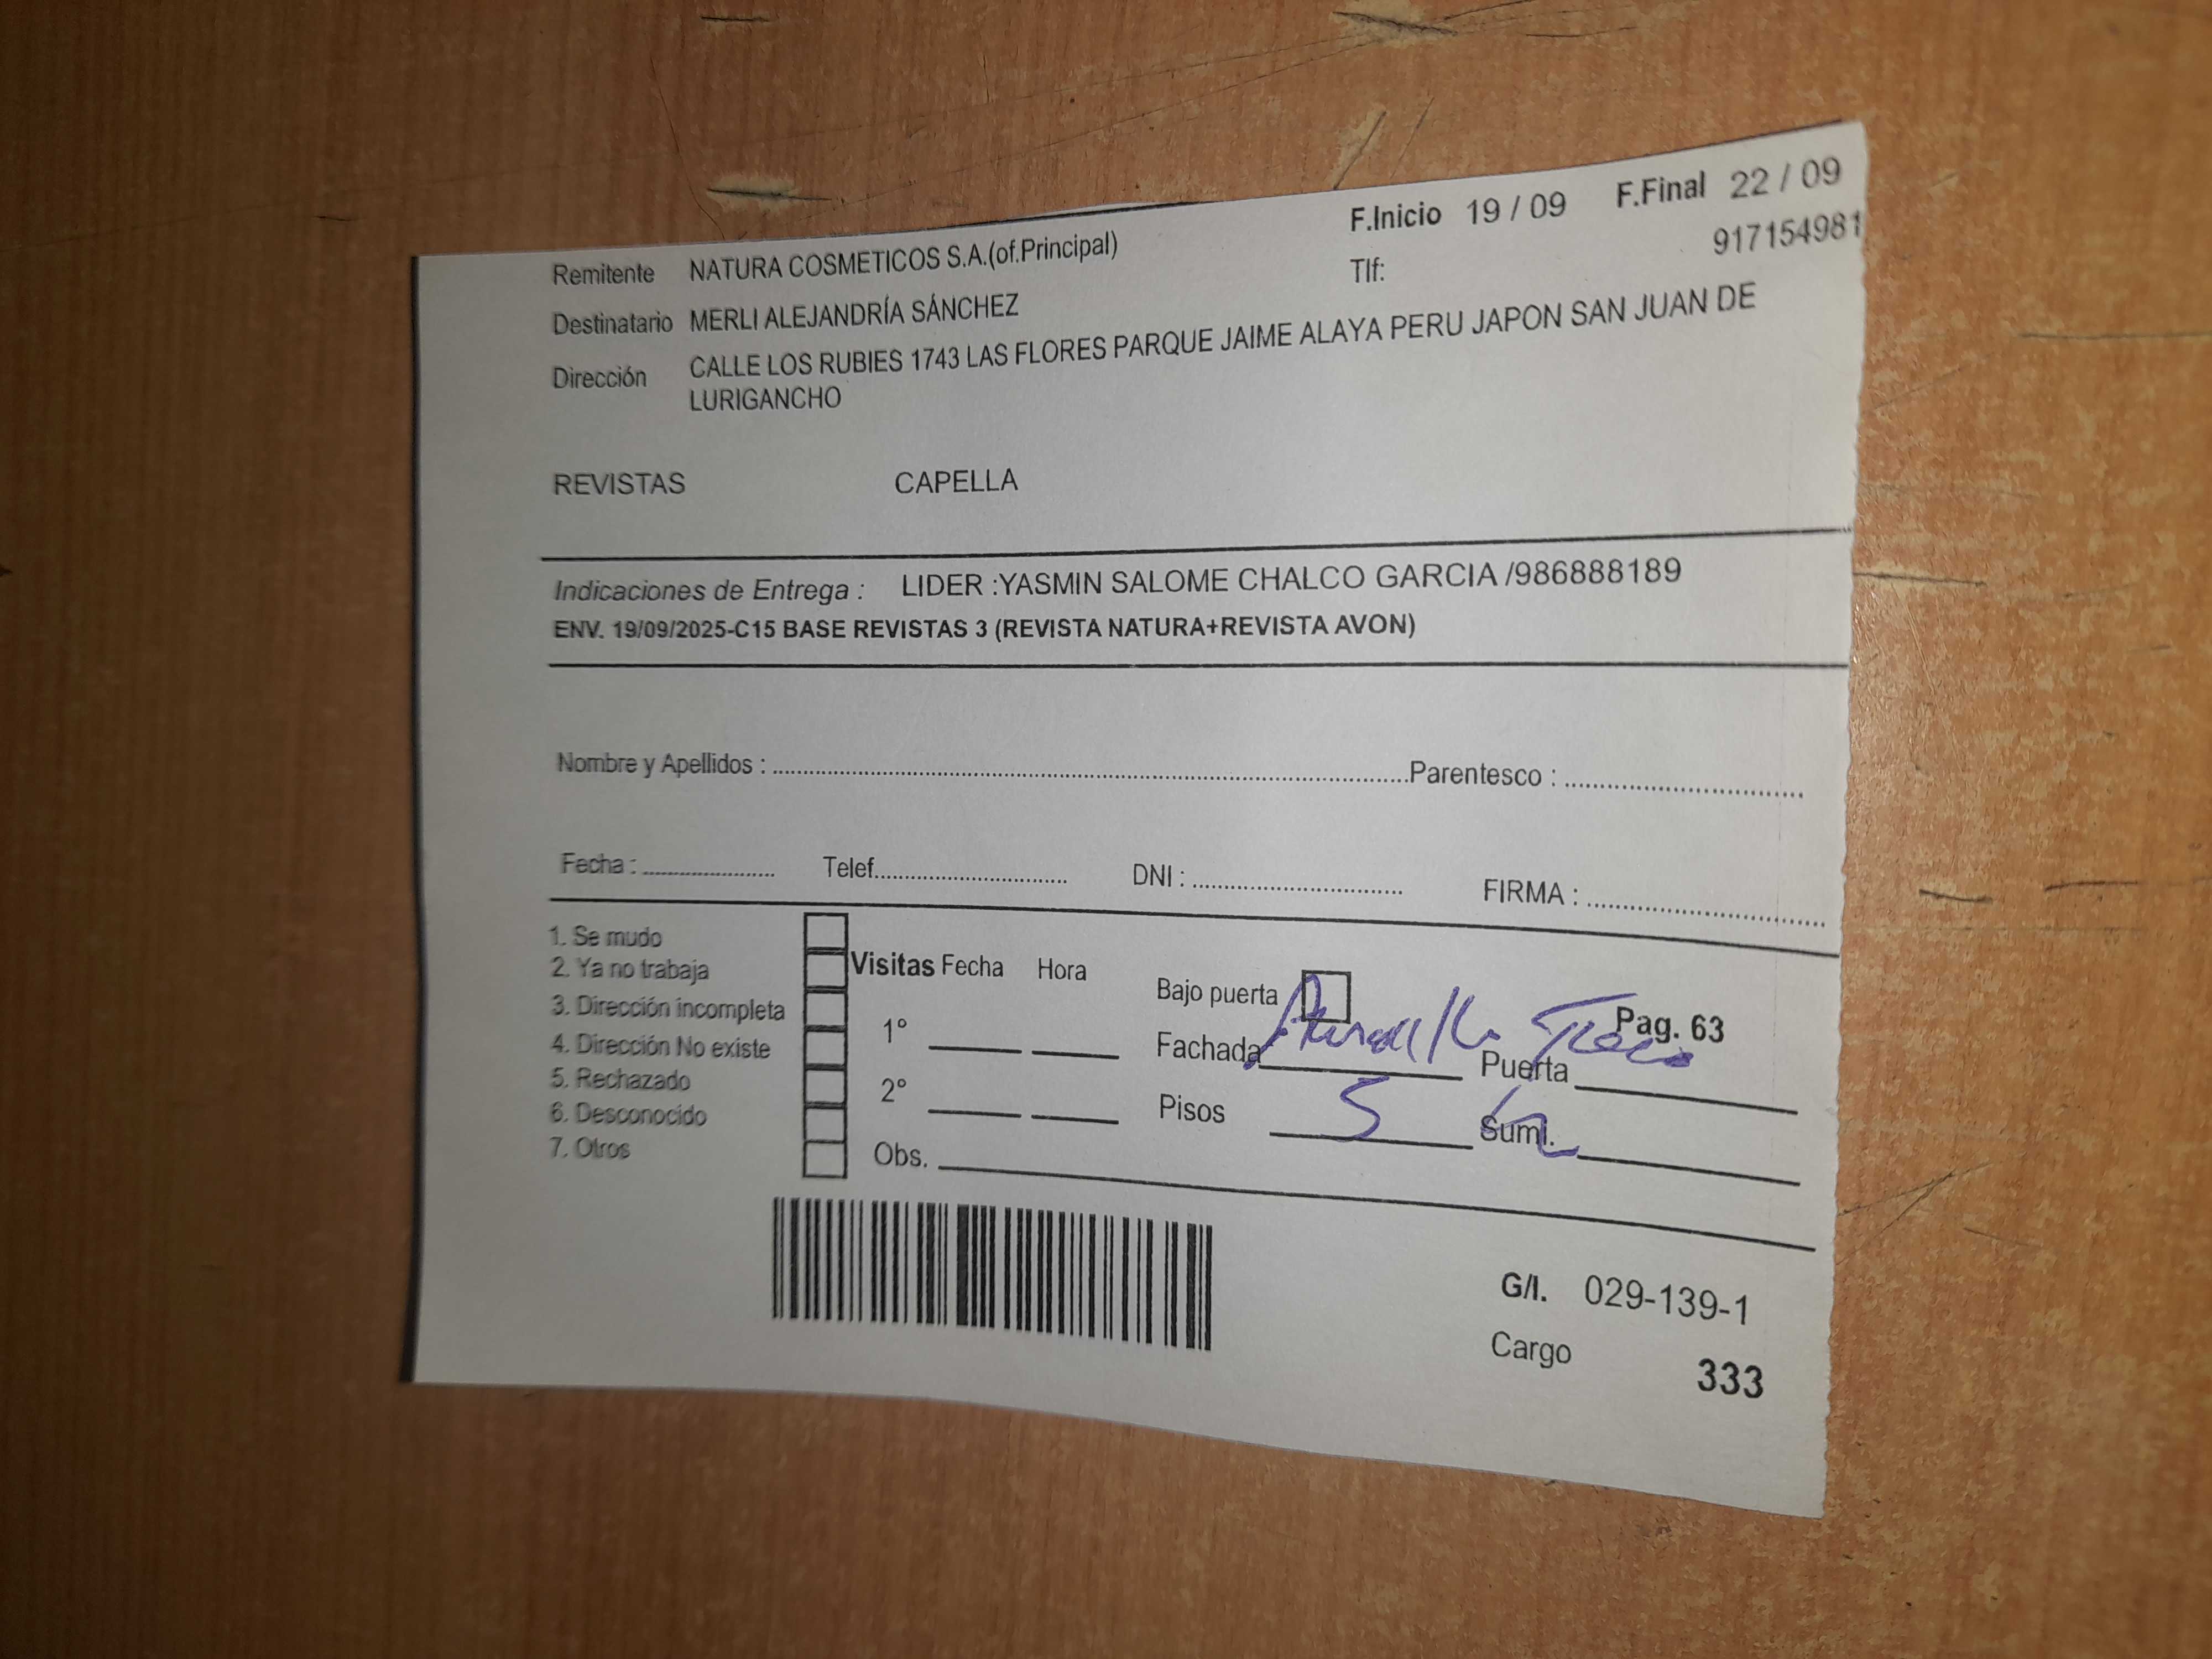 F.Inicio 19 / 09 F.Final 22 / 09
Remitente NATURA COSMETICOS S.A.(of.Principal) Tlf: 917154981
Destinatario MERLI ALEJANDRÍA SÁNCHEZ
Dirección CALLE LOS RUBIES 1743 LAS FLORES PARQUE JAIME ALAYA PERU JAPON SAN JUAN DE
LURIGANCHO
REVISTAS CAPELLA
Indicaciones de Entrega : LIDER :YASMIN SALOME CHALCO GARCIA /986888189
ENV. 19/09/2025-C15 BASE REVISTAS 3 (REVISTA NATURA+REVISTA AVON)
Nombre y Apellidos : Parentesco :
Fecha : Telef. DNI : FIRMA :
1. Se mudo
2. Ya no trabaja
3. Dirección incompleta
4. Dirección No existe
5. Rechazado
6. Desconocido
7. Otros
Visitas Fecha Hora
1°
2°
Obs.
Bajo puerta
Pag. 63
Fachada Puerta
Pisos 5 Sumi.
G/I. 029-139-1
Cargo 333